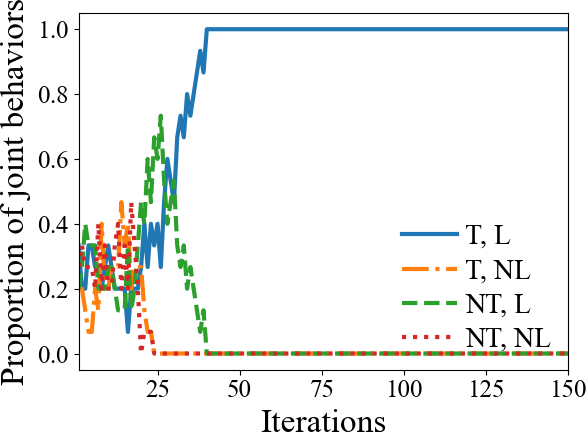 Proportion of joint behaviors
1.0
0.8
0.6
0.4
0.2
0.0
T, L
T, NL
NT, L
NT, NL
25 50 75 100 125 150
Iterations